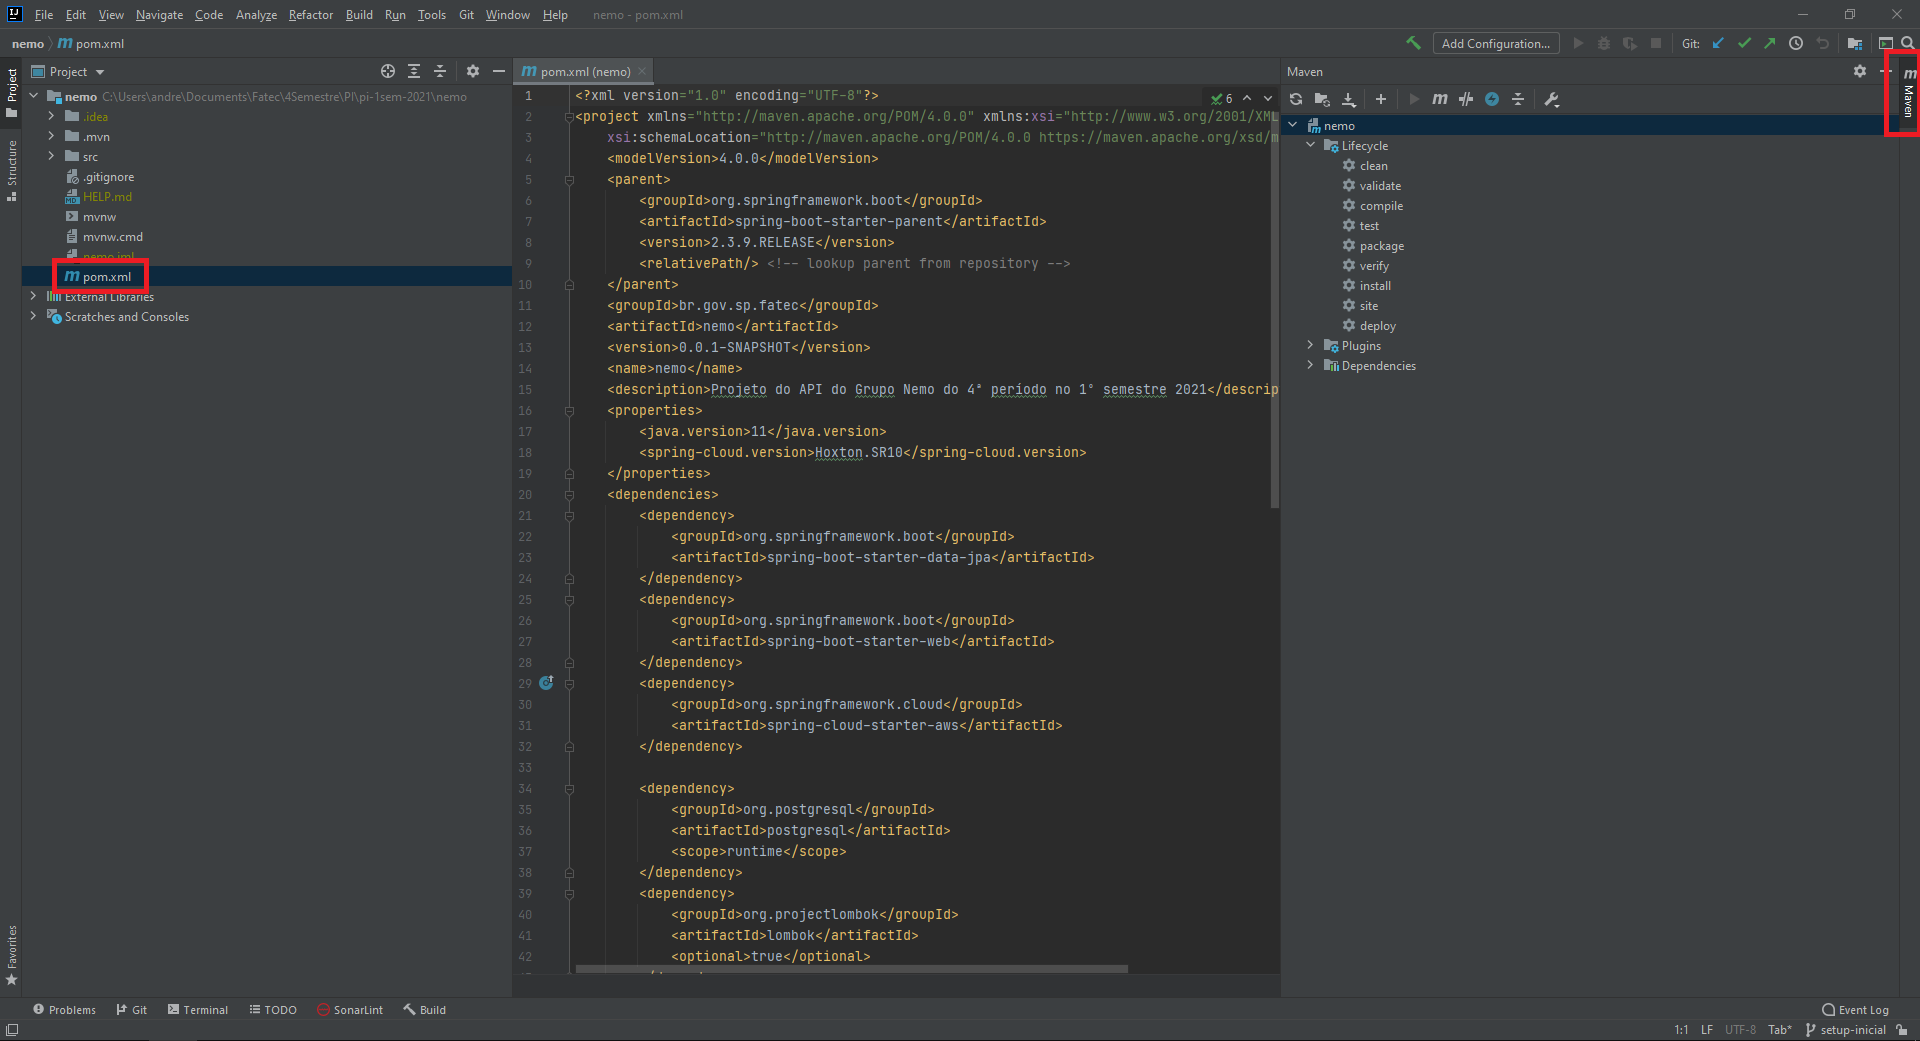 File Edit View Navigate Code Analyze Refactor Build Run Tools Git Window Help nemo - pom.xml
nemo pom.xml Add Configuration... Git:
Project
Project
nemo C:\Users\andre\Documents\Fatec\4Semestre\PI\pi-1sem-2021\nemo
.idea
.mvn
src
.gitignore
HELP.md
mvnw
mvnw.cmd
nemo.iml
pom.xml
External Libraries
Scratches and Consoles
Structure
Favorites
pom.xml (nemo)
6
1 <?xml version="1.0" encoding="UTF-8"?>
2 <project xmlns="http://maven.apache.org/POM/4.0.0" xmlns:xsi="http://www.w3.org/2001/XML
3 xsi:schemaLocation="http://maven.apache.org/POM/4.0.0 https://maven.apache.org/xsd/m
4 <modelVersion>4.0.0</modelVersion>
5 <parent>
6 <groupId>org.springframework.boot</groupId>
7 <artifactId>spring-boot-starter-parent</artifactId>
8 <version>2.3.9.RELEASE</version>
9 <relativePath/> <!-- lookup parent from repository -->
10 </parent>
11 <groupId>br.gov.sp.fatec</groupId>
12 <artifactId>nemo</artifactId>
13 <version>0.0.1-SNAPSHOT</version>
14 <name>nemo</name>
15 <description>Projeto do API do Grupo Nemo do 4° período no 1° semestre 2021</descrip
16 <properties>
17 <java.version>11</java.version>
18 <spring-cloud.version>Hoxton.SR10</spring-cloud.version>
19 </properties>
20 <dependencies>
21 <dependency>
22 <groupId>org.springframework.boot</groupId>
23 <artifactId>spring-boot-starter-data-jpa</artifactId>
24 </dependency>
25 <dependency>
26 <groupId>org.springframework.boot</groupId>
27 <artifactId>spring-boot-starter-web</artifactId>
28 </dependency>
29 <dependency>
30 <groupId>org.springframework.cloud</groupId>
31 <artifactId>spring-cloud-starter-aws</artifactId>
32 </dependency>
33
34 <dependency>
35 <groupId>org.postgresql</groupId>
36 <artifactId>postgresql</artifactId>
37 <scope>runtime</scope>
38 </dependency>
39 <dependency>
40 <groupId>org.projectlombok</groupId>
41 <artifactId>lombok</artifactId>
42 <optional>true</optional>
Maven
nemo
Lifecycle
clean
validate
compile
test
package
verify
install
site
deploy
Plugins
Dependencies
Maven
Problems Git Terminal TODO SonarLint Build Event Log
1:1 LF UTF-8 Tab* setup-inicial